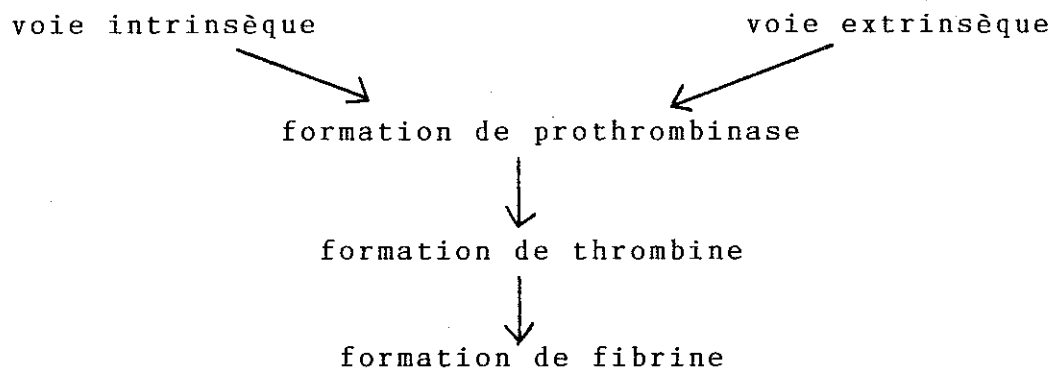 voie intrinsèque voie extrinsèque
formation de prothrombinase
formation de thrombine
formation de fibrine